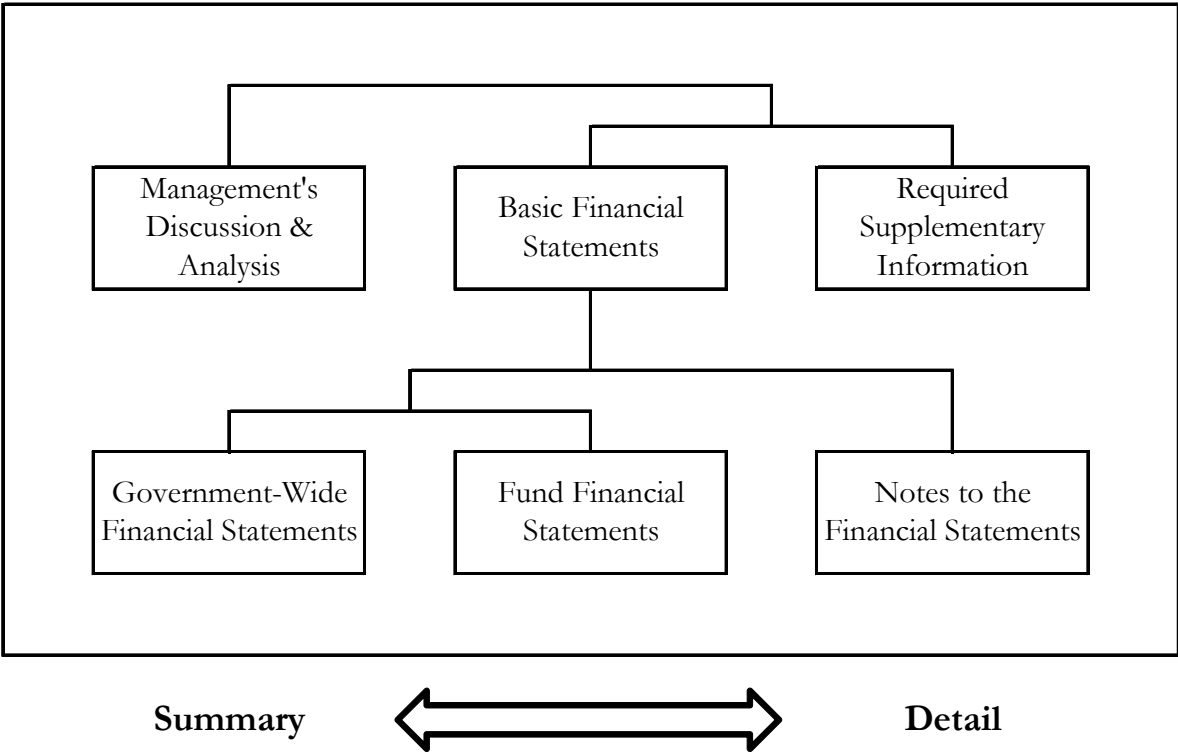 Management's
Discussion &
Analysis
Basic Financial
Statements
Required
Supplementary
Information
Government-Wide
Financial Statements
Fund Financial
Statements
Notes to the
Financial Statements
Summary
Detail